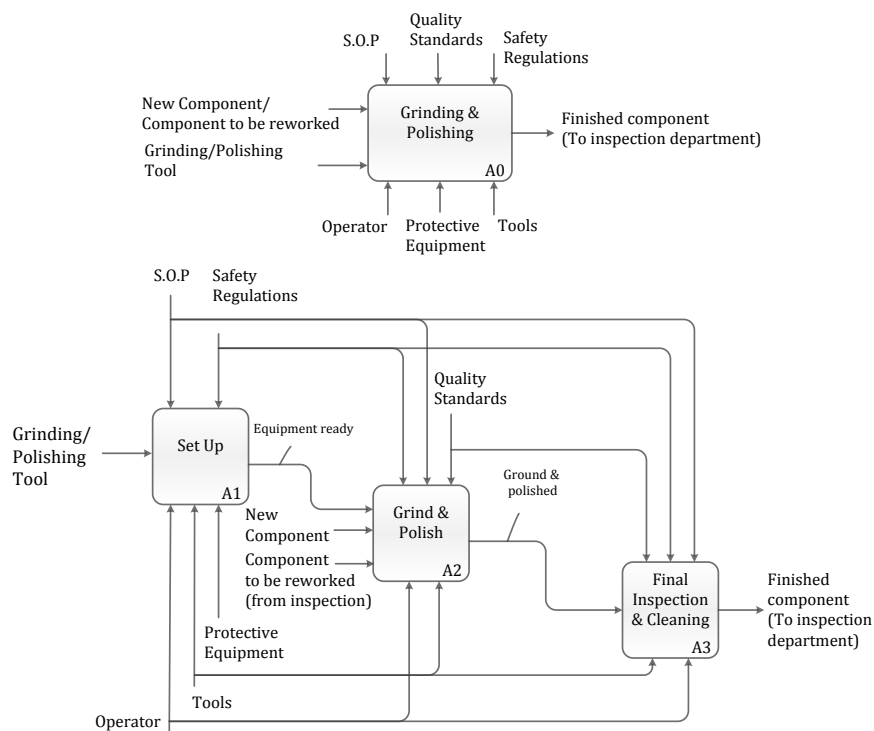 S.O.P
Quality
Standards
Safety
Regulations
New Component/
Component to be reworked
Grinding/Polishing
Tool
Grinding &
Polishing
A0
Finished component
(To inspection department)
Operator
Protective
Equipment
Tools
S.O.P
Safety
Regulations
Quality
Standards
Grinding/
Polishing
Tool
Set Up
A1
Equipment ready
New
Component
Component
to be reworked
(from inspection)
Grind &
Polish
A2
Ground &
polished
Final
Inspection
& Cleaning
A3
Finished
component
(To inspection
department)
Protective
Equipment
Tools
Operator